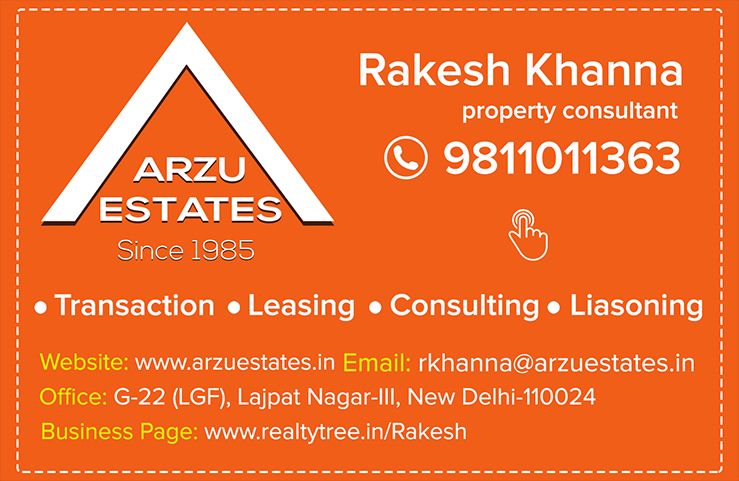 ARZU
ESTATES
Since 1985
Rakesh Khanna
property consultant
9811011363
• Transaction • Leasing • Consulting • Liasoning
Website: www.arzuestates.in Email: rkhanna@arzuestates.in
Office: G-22 (LGF), Lajpat Nagar-III, New Delhi-110024
Business Page: www.realtytree.in/Rakesh